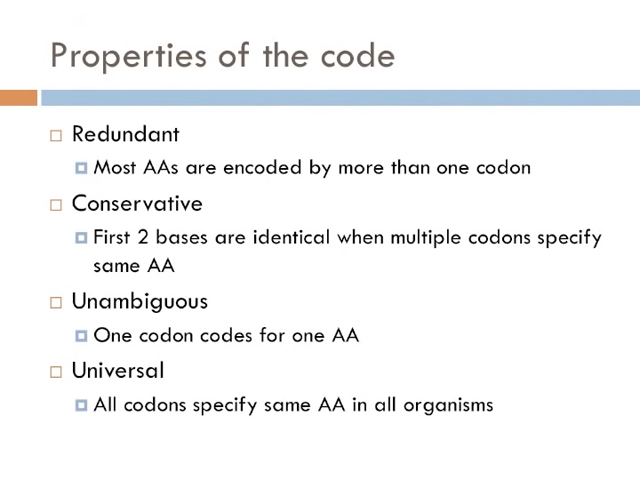 Properties of the code
Redundant
Most AAs are encoded by more than one codon
Conservative
First 2 bases are identical when multiple codons specify
same AA
Unambiguous
One codon codes for one AA
Universal
All codons specify same AA in all organisms